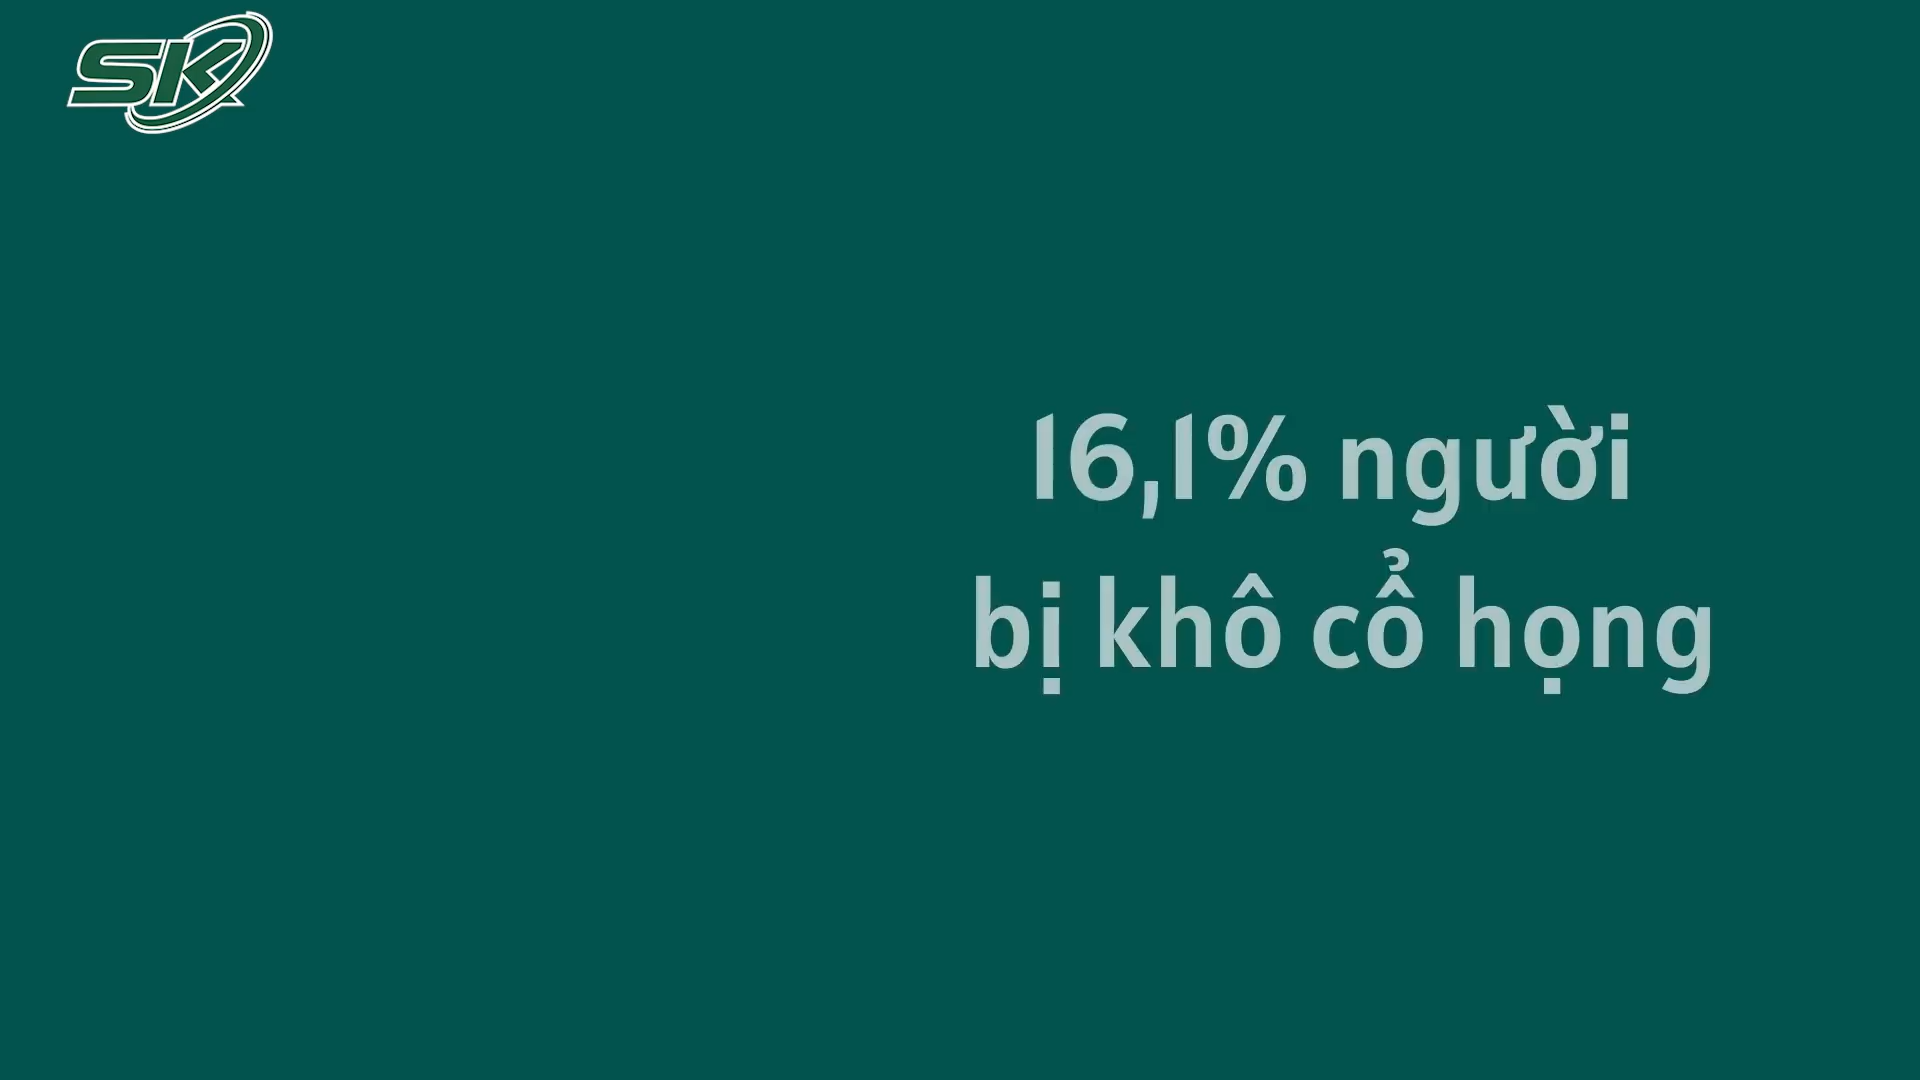 SK
16,1% người
bị khô cổ họng